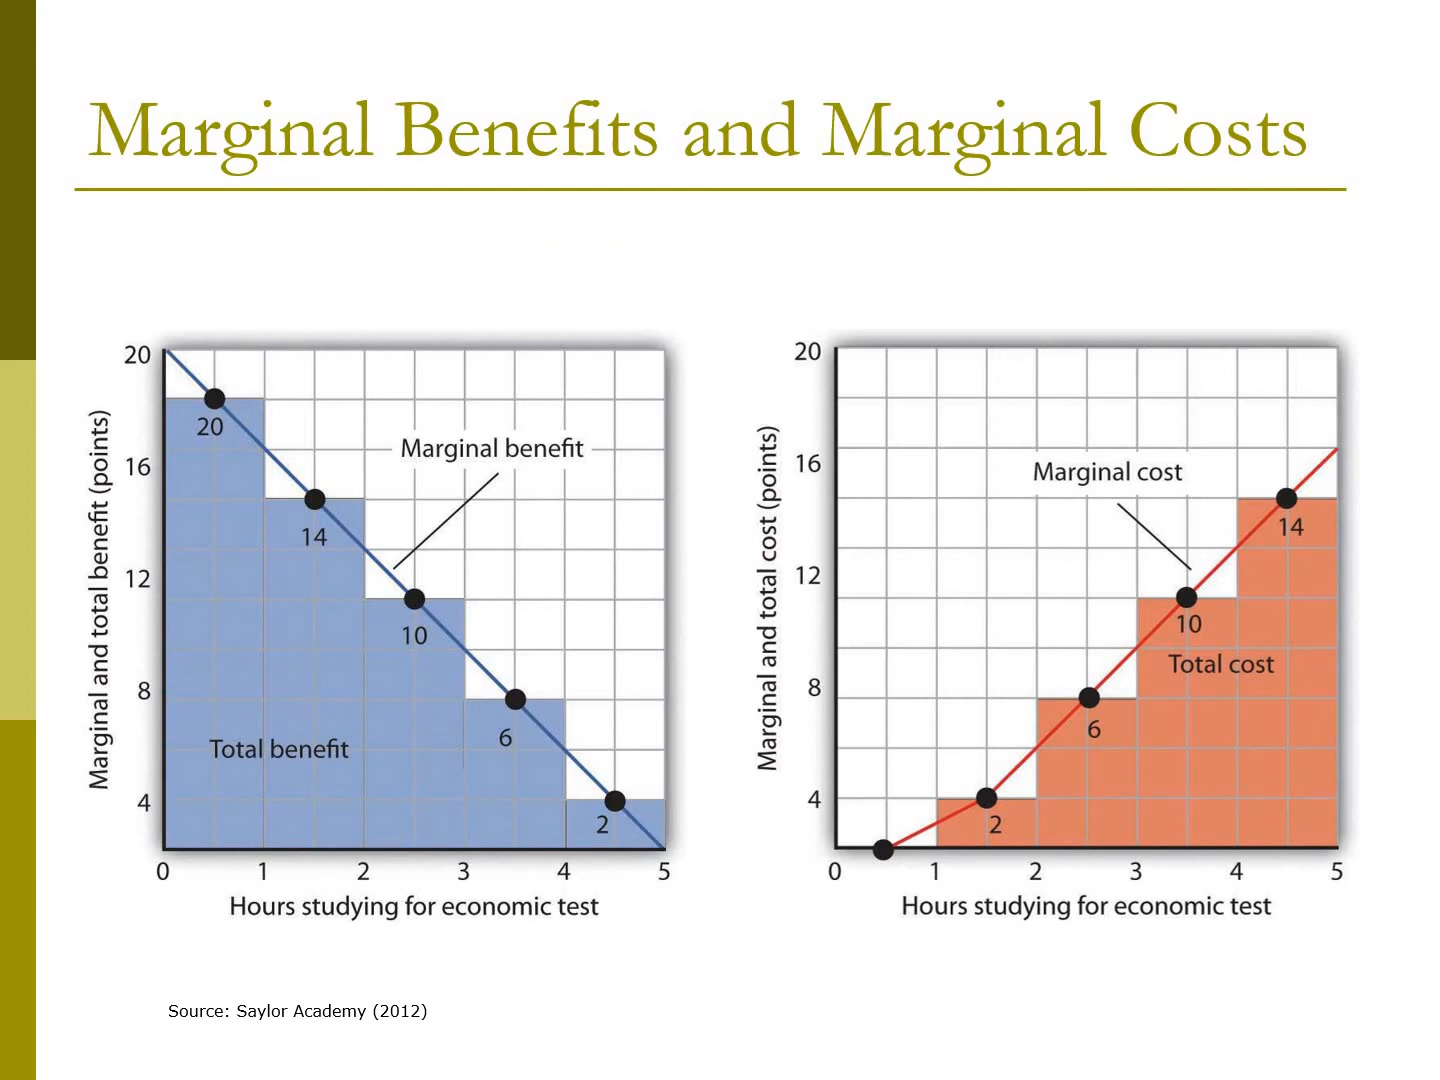 Marginal Benefits and Marginal Costs
Marginal and total benefit (points)
20
16
12
8
4
20
14
10
6
2
Marginal benefit
Total benefit
0 1 2 3 4 5
Hours studying for economic test
Marginal and total cost (points)
20
16
12
8
4
Marginal cost
14
10
Total cost
6
2
0 1 2 3 4 5
Hours studying for economic test
Source: Saylor Academy (2012)